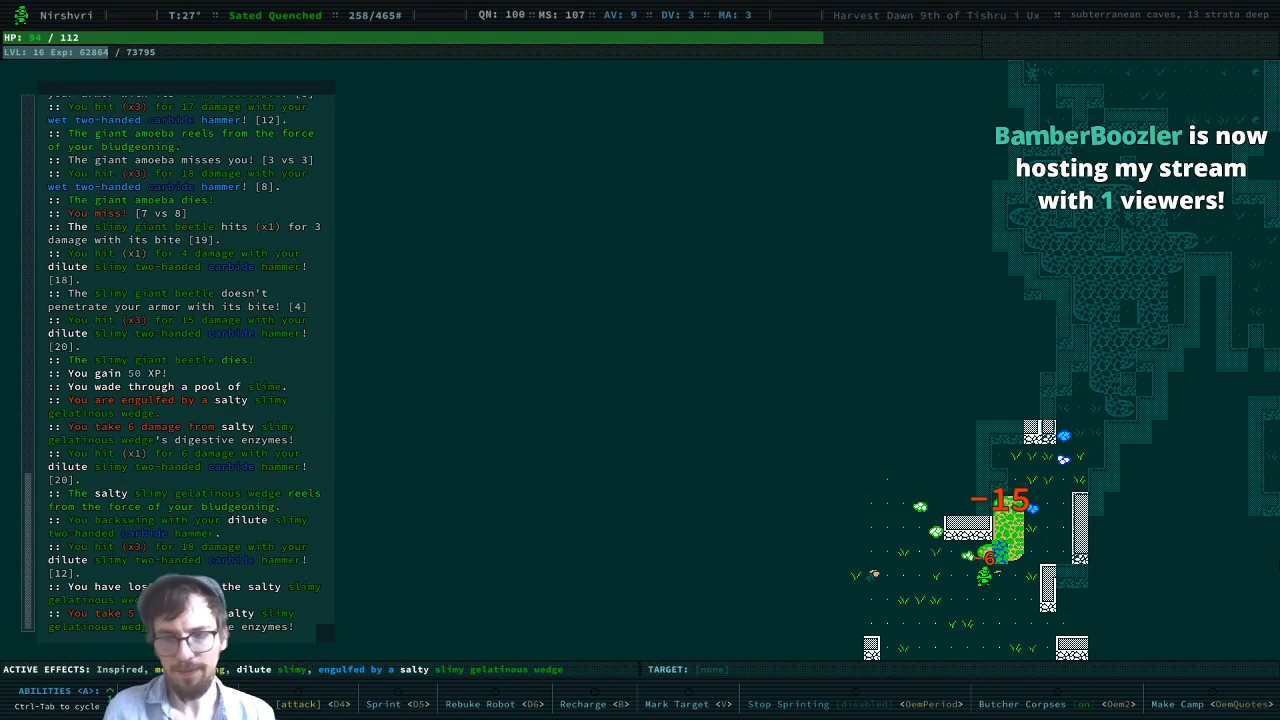 Nirshvri T:27° Sated Quenched 258/465# QN: 100 MS: 107 AV: 9 DV: 3 MA: 3 Harvest Dawn 9th of Tishru i Ux subterranean caves, 13 strata deep
HP: 94 / 112
LVL: 16 Exp: 62864 / 73795
:: You hit (x3) for 17 damage with your
wet two-handed carbide hammer! [12].
:: The giant amoeba reels from the force
of your bludgeoning.
:: The giant amoeba misses you! [3 vs 3]
:: You hit (x3) for 18 damage with your
wet two-handed carbide hammer! [8].
:: The giant amoeba dies!
:: You miss! [7 vs 8]
:: The slimy giant beetle hits (x1) for 3
damage with its bite [19].
:: You hit (x1) for 4 damage with your
dilute slimy two-handed carbide hammer!
[18].
:: The slimy giant beetle doesn't
penetrate your armor with its bite! [4]
:: You hit (x3) for 15 damage with your
dilute slimy two-handed carbide hammer!
[20].
:: The slimy giant beetle dies!
:: You gain 50 XP!
:: You wade through a pool of slime.
:: You are engulfed by a salty slimy
gelatinous wedge.
:: You take 6 damage from salty slimy
gelatinous wedge's digestive enzymes!
:: You hit (x1) for 6 damage with your
dilute slimy two-handed carbide hammer!
[20].
:: The salty slimy gelatinous wedge reels
from the force of your bludgeoning.
:: You backswing with your dilute slimy
two-handed carbide hammer.
:: You hit (x3) for 18 damage with your
dilute slimy two-handed carbide hammer!
[12].
:: You have los the salty
slimy
gelatinous
:: You take 5 salty slimy
gelatinous enzymes!
BamberBoozler is now
hosting my stream
with 1 viewers!
-15
-6
ACTIVE EFFECTS: Inspired, dilute slimy, engulfed by a salty slimy gelatinous wedge TARGET: [none]
ABILITIES <A>:
Ctrl-Tab to cycle [attack] <D4> Sprint <D5> Rebuke Robot <D6> Recharge <B> Mark Target <V> Stop Sprinting [disabled] <OemPeriod> Butcher Corpses [on] <Oem2> Make Camp <OemQuotes>